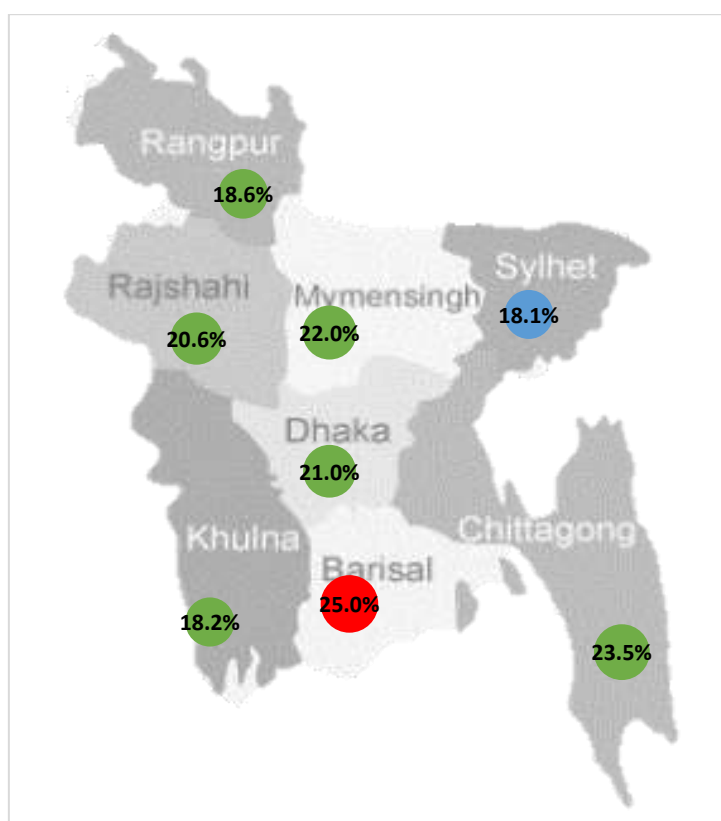 Rangpur
18.6%
Rajshahi
20.6%
Mymensingh
22.0%
Sylhet
18.1%
Dhaka
21.0%
Khulna
18.2%
Barisal
25.0%
Chittagong
23.5%